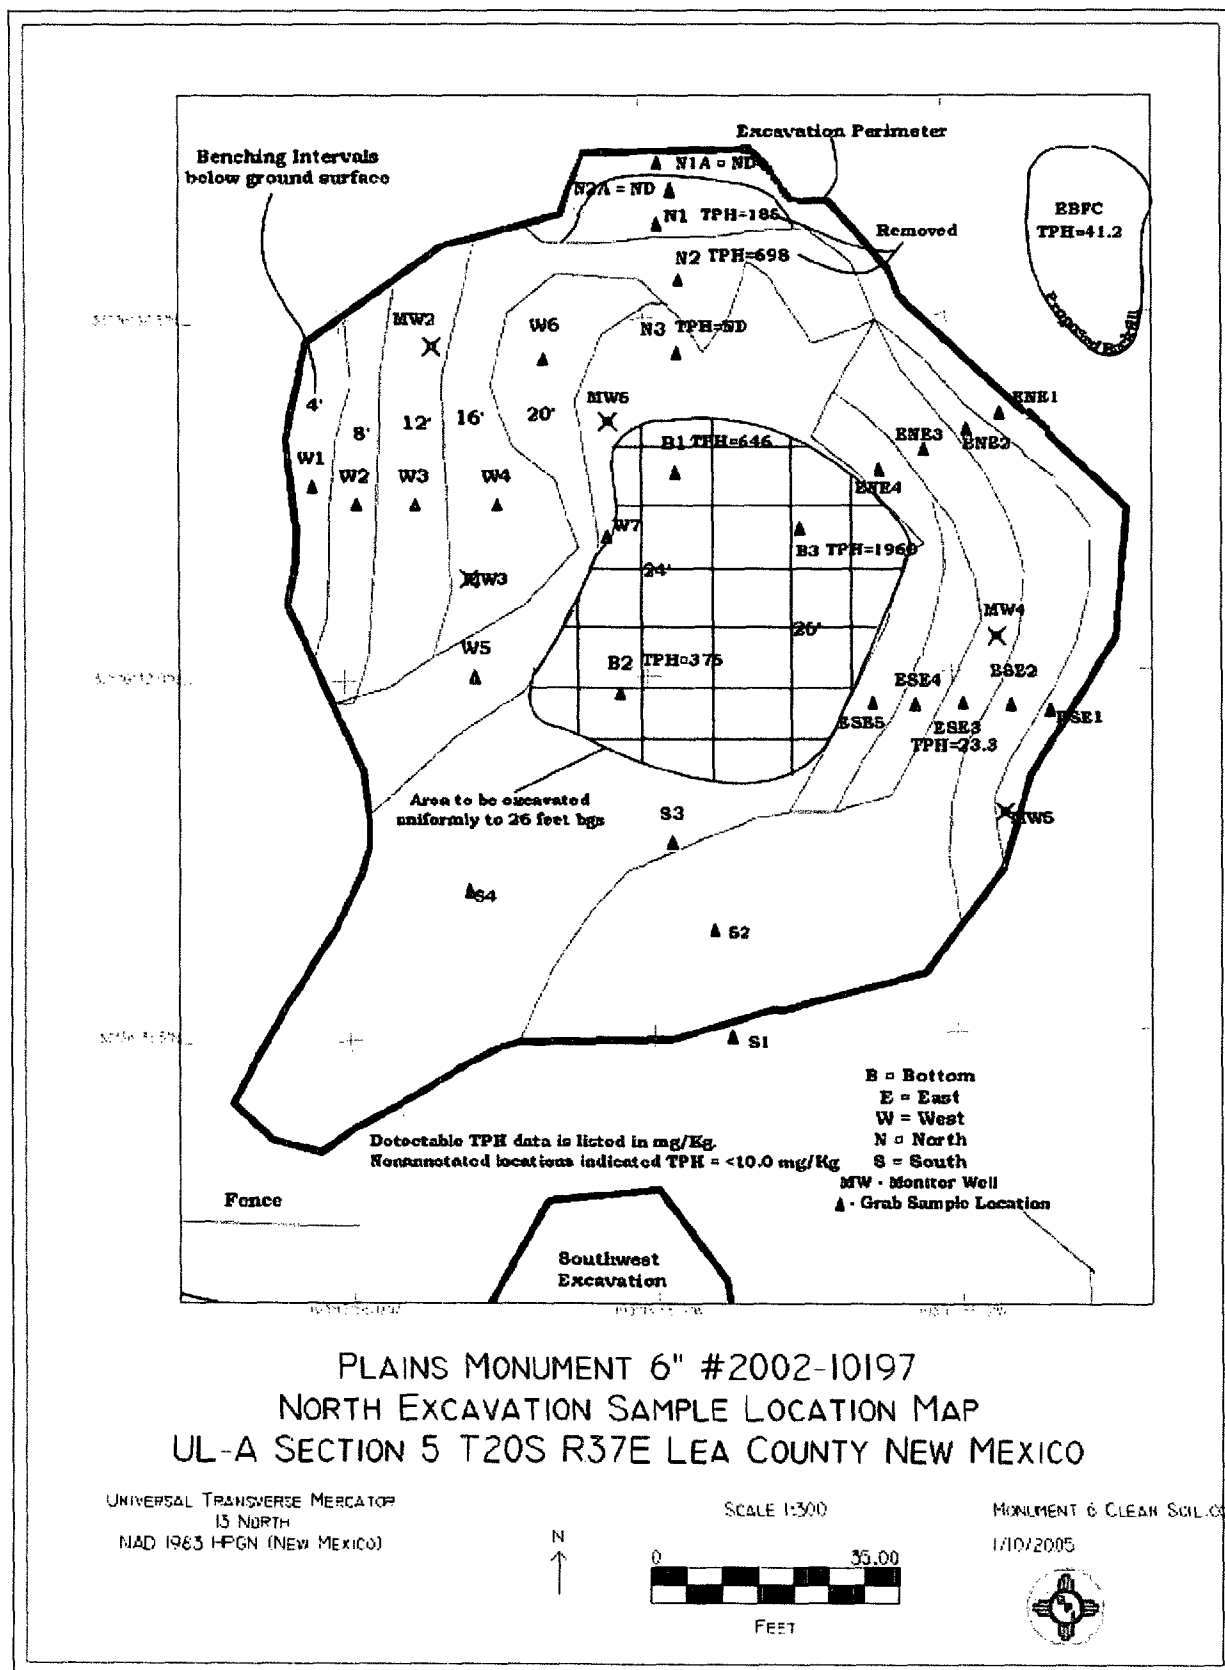 Excavation Perimeter
Benching Intervals
below ground surface
N1A = ND
N2A = ND
N1 TPH=186
Removed
N2 TPH=698
EBFC
TPH=41.2
Proposed Backfill
MW2
W6
N3 TPH=ND
4'
8'
12'
16'
20'
MW6
ENE1
ENE2
ENE3
ENE4
B1 TPH=646
W1
W2
W3
W4
W7
B3 TPH=1960
24'
MW3
MW4
26'
W5
B2 TPH=375
ESE2
ESE4
ESE5
ESE3
TPH=23.3
ESE1
Area to be excavated
uniformly to 26 feet bgs
S3
MW5
S4
S2
S1
B = Bottom
E = East
W = West
N = North
S = South
MW - Monitor Well
▲ - Grab Sample Location
Detectable TPH data is listed in mg/Kg.
Nonannotated locations indicated TPH = <10.0 mg/Kg
Fence
Southwest
Excavation
PLAINS MONUMENT 6" #2002-10197
NORTH EXCAVATION SAMPLE LOCATION MAP
UL-A SECTION 5 T20S R37E LEA COUNTY NEW MEXICO
UNIVERSAL TRANSVERSE MERCATOR
13 NORTH
NAD 1983 HPGN (NEW MEXICO)
N
SCALE 1:300
0 35.00
FEET
MONUMENT 6 CLEAN SOIL.CO
1/10/2005